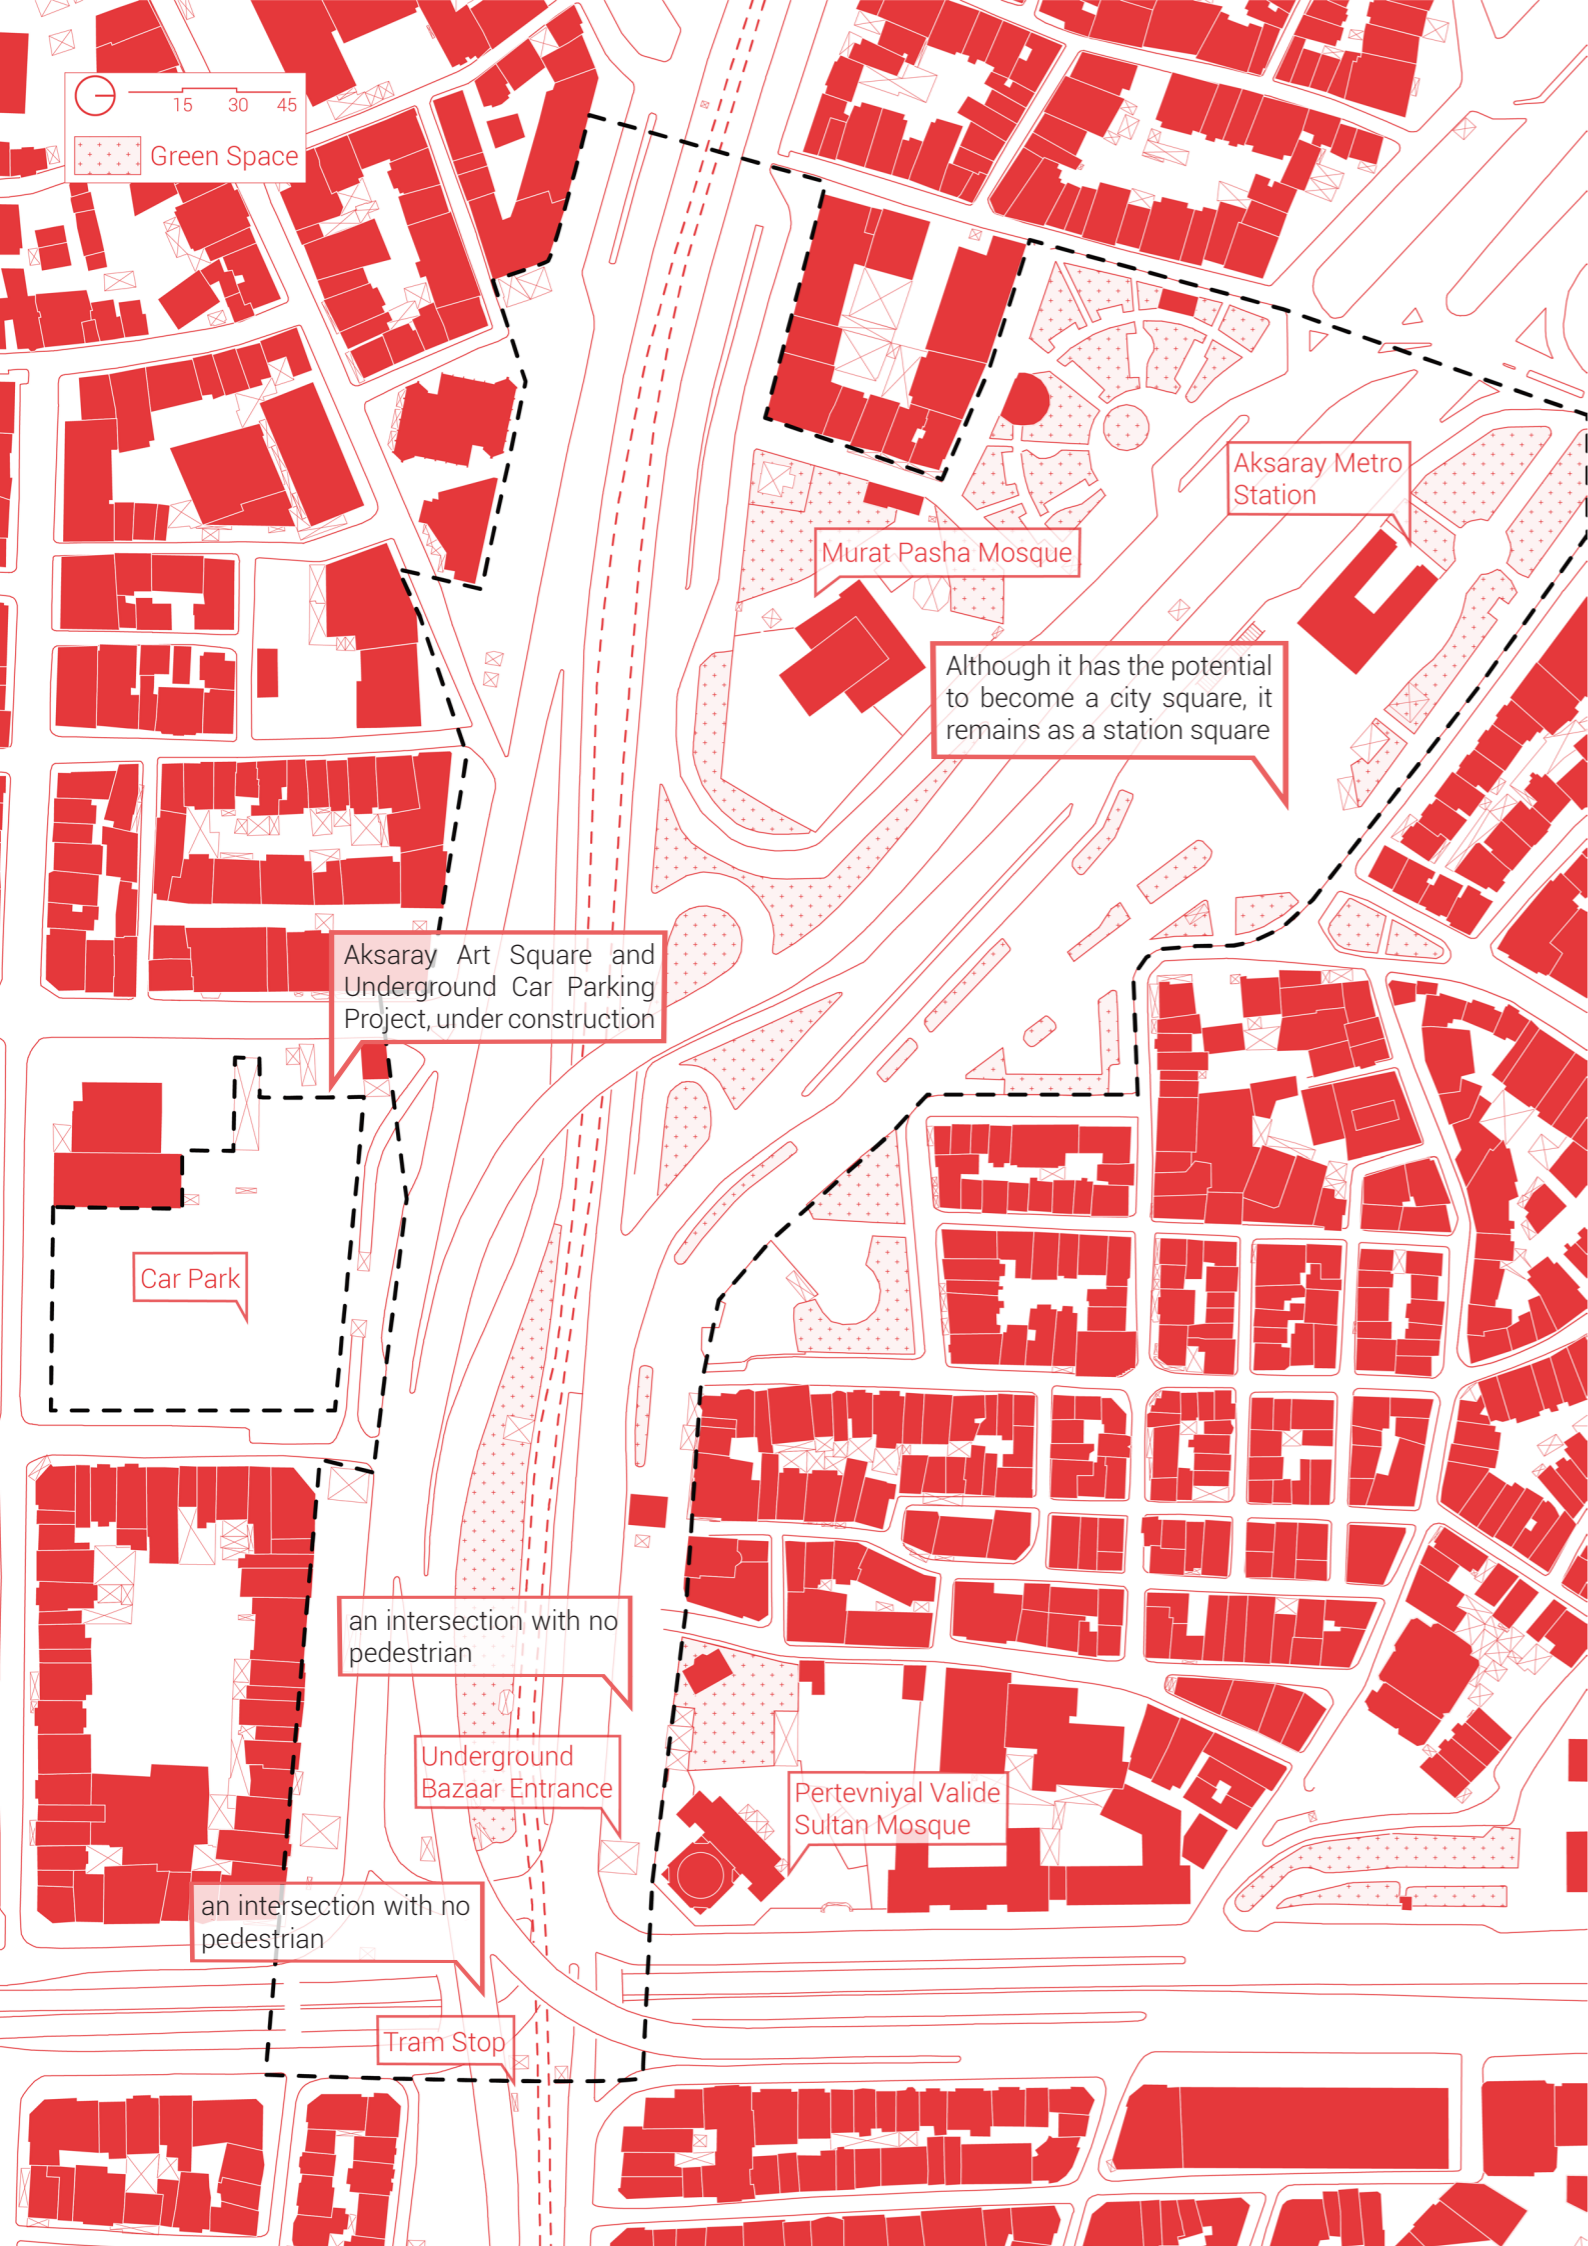 15 30 45
Green Space
Aksaray Metro
Station
Murat Pasha Mosque
Although it has the potential
to become a city square, it
remains as a station square
Aksaray Art Square and
Underground Car Parking
Project, under construction
Car Park
an intersection with no
pedestrian
Underground
Bazaar Entrance
Pertevniyal Valide
Sultan Mosque
an intersection with no
pedestrian
Tram Stop